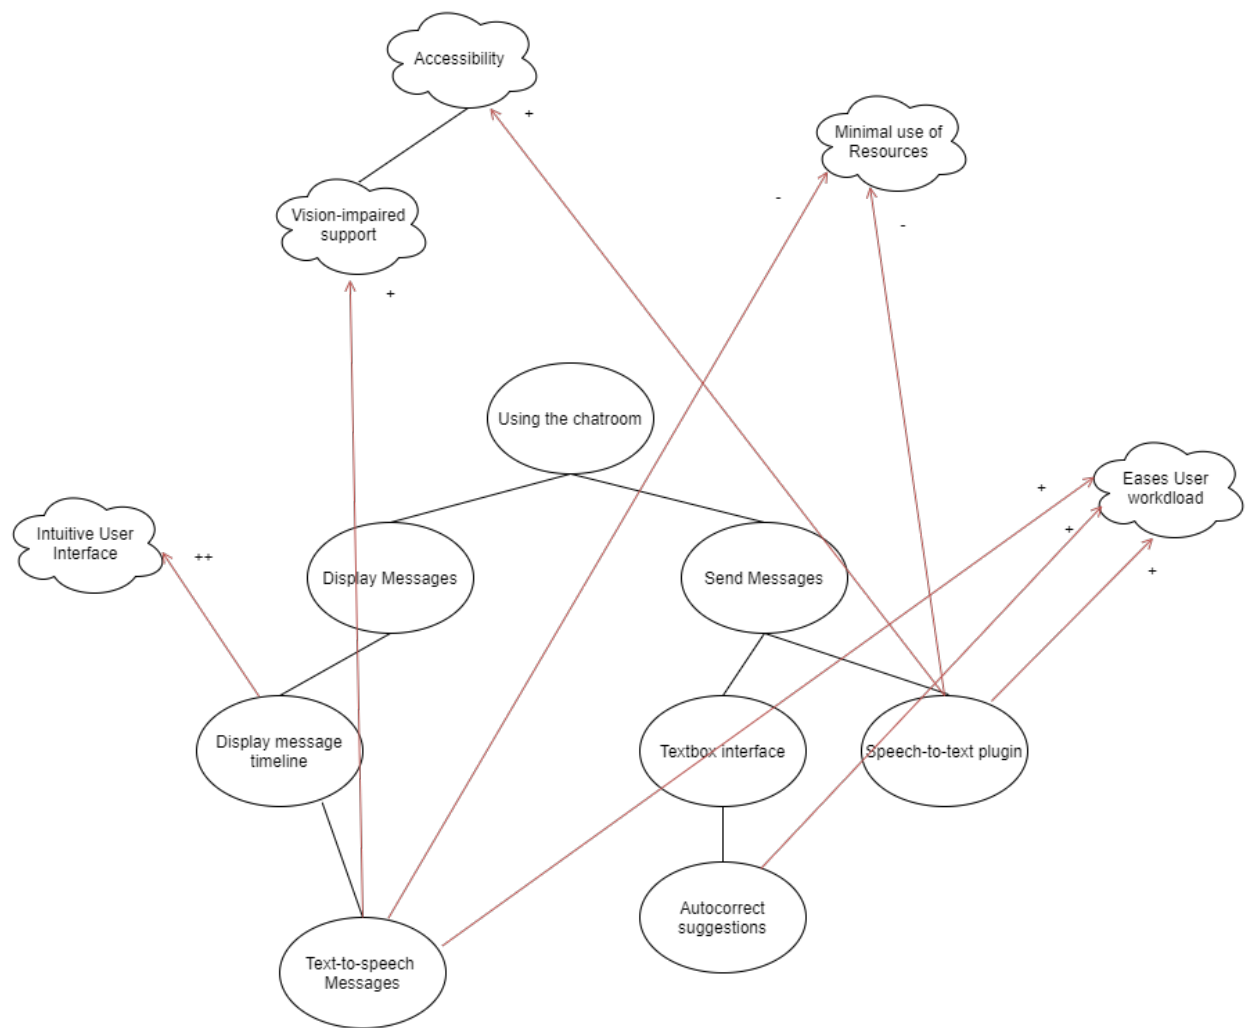 Accessibility
+
Minimal use of
Resources
-
-
Vision-impaired
support
+
Using the chatroom
Eases User
workdload
+
+
+
Intuitive User
Interface
++
Display Messages
Send Messages
Display message
timeline
Textbox interface
Speech-to-text plugin
Autocorrect
suggestions
Text-to-speech
Messages